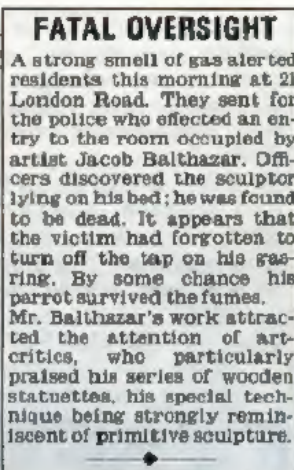 FATAL OVERSIGHT
A strong smell of gas alerted
residents this morning at 21
London Road. They sent for
the police who effected an en-
try to the room occupied by
artist Jacob Balthazar. Offi-
cers discovered the sculptor
lying on his bed; he was found
to be dead. It appears that
the victim had forgotten to
turn off the tap on his gas-
ring. By some chance his
parrot survived the fumes.
Mr. Balthazar's work attrac-
ted the attention of art-
critics, who particularly
praised his series of wooden
statuettes, his special tech-
nique being strongly remin-
iscent of primitive sculpture.